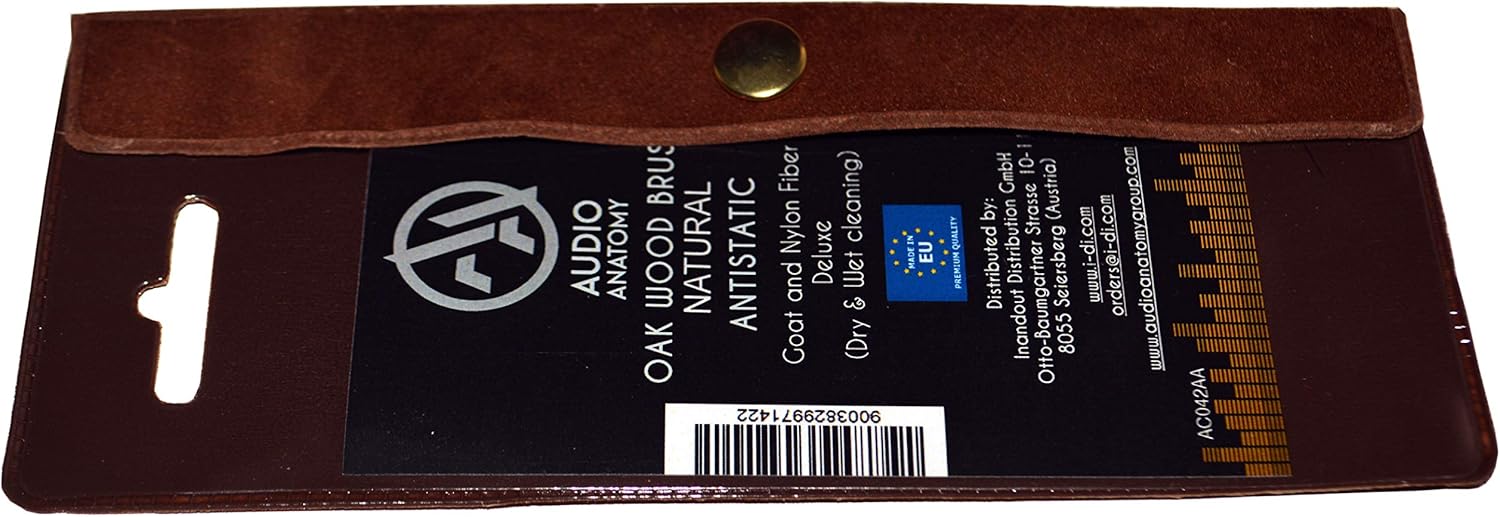 AUDIO
ANATOMY
OAK WOOD BRUS
NATURAL
ANTISTATIC
Goat and Nylon Fiber
Deluxe
(Dry & Wet cleaning)
MADE IN
EU
PREMIUM QUALITY
Distributed by:
Inandout Distribution GmbH
Otto-Baumgartner Strasse 10-1
8055 Seiersberg (Austria)
www.i-di.com
orders@i-di.com
www.audioanatomygroup.com
AC042AA
9003829971422